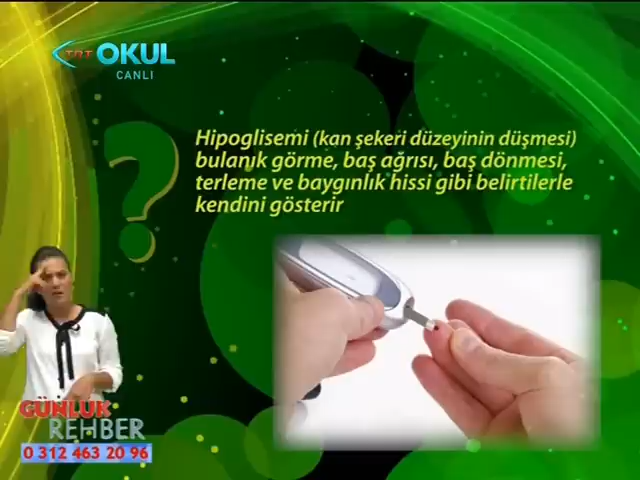 TRT OKUL
CANLI
Hipoglisemi (kan şekeri düzeyinin düşmesi)
bulanık görme, baş ağrısı, baş dönmesi,
terleme ve baygınlık hissi gibi belirtilerle
kendini gösterir
?
GÜNLÜK
REHBER
0 312 463 20 96